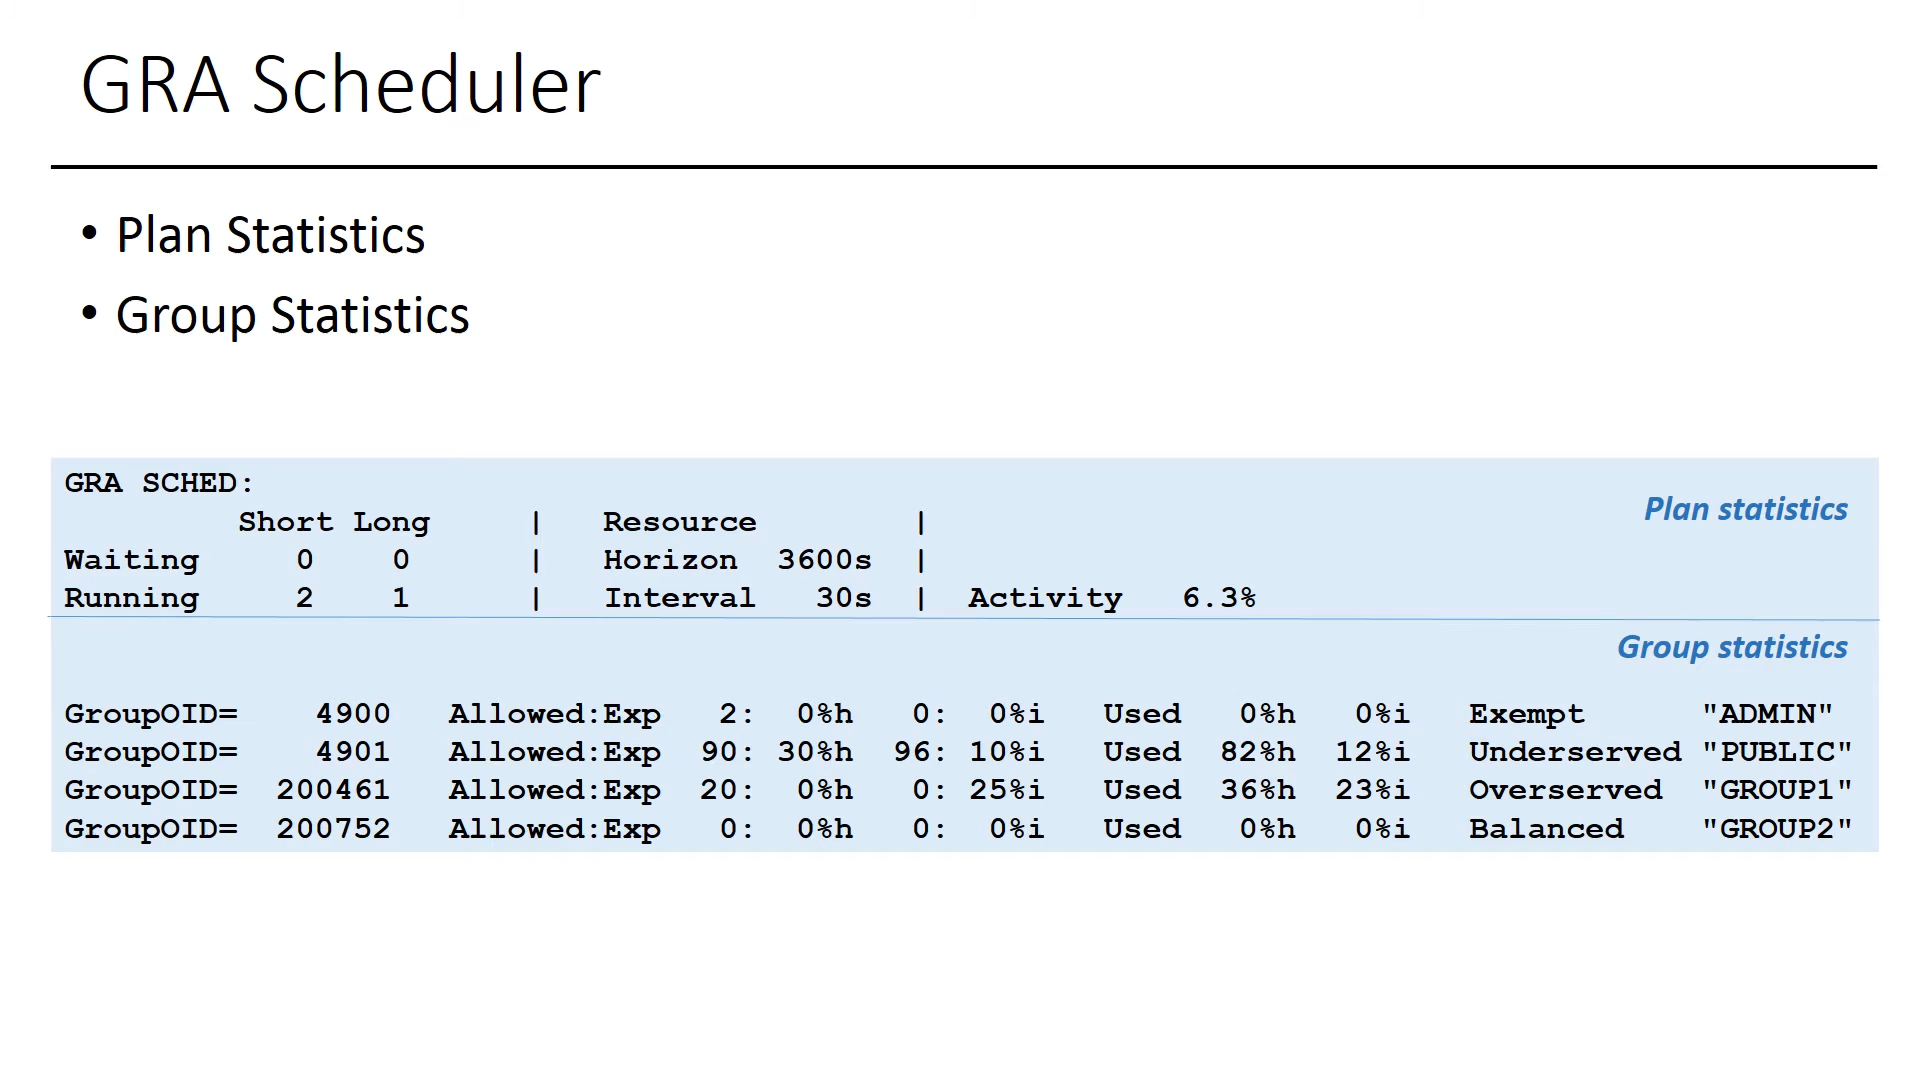 GRA Scheduler
• Plan Statistics
• Group Statistics
GRA SCHED:
Plan statistics
Short Long | Resource |
Waiting 0 0 | Horizon 3600s |
Running 2 1 | Interval 30s | Activity 6.3%
Group statistics
GroupOID= 4900 Allowed:Exp 2: 0%h 0: 0%i Used 0%h 0%i Exempt "ADMIN"
GroupOID= 4901 Allowed:Exp 90: 30%h 96: 10%i Used 82%h 12%i Underserved "PUBLIC"
GroupOID= 200461 Allowed:Exp 20: 0%h 0: 25%i Used 36%h 23%i Overserved "GROUP1"
GroupOID= 200752 Allowed:Exp 0: 0%h 0: 0%i Used 0%h 0%i Balanced "GROUP2"